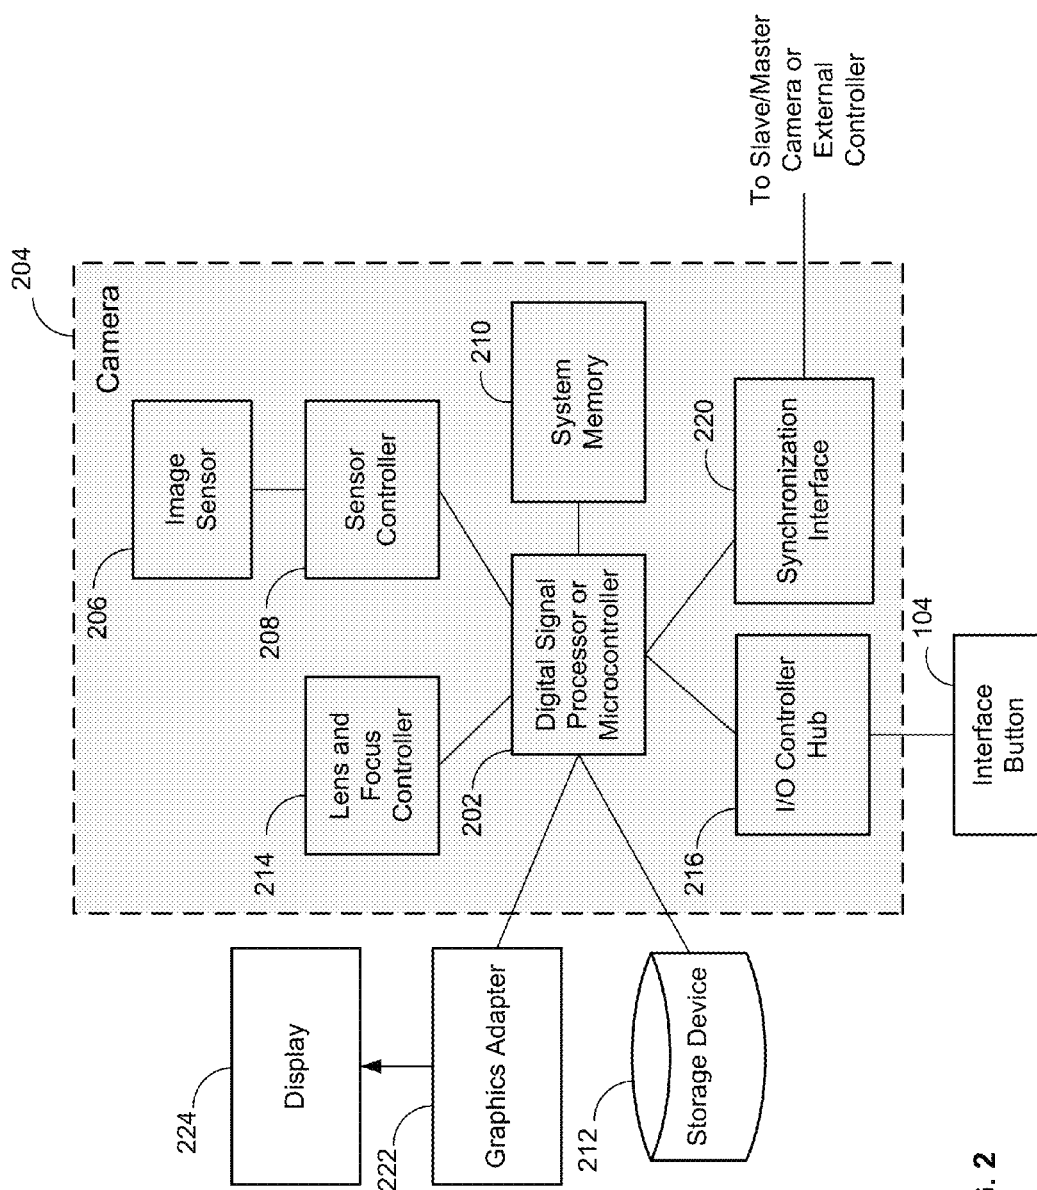 204
Camera
206
Image
Sensor
224
Display
214
Lens and
Focus
Controller
208
Sensor
Controller
222
Graphics Adapter
202
Digital Signal
Processor or
Microcontroller
210
System
Memory
212
Storage Device
216
I/O Controller
Hub
220
Synchronization
Interface
To Slave/Master
Camera or
External
Controller
104
Interface
Button
2